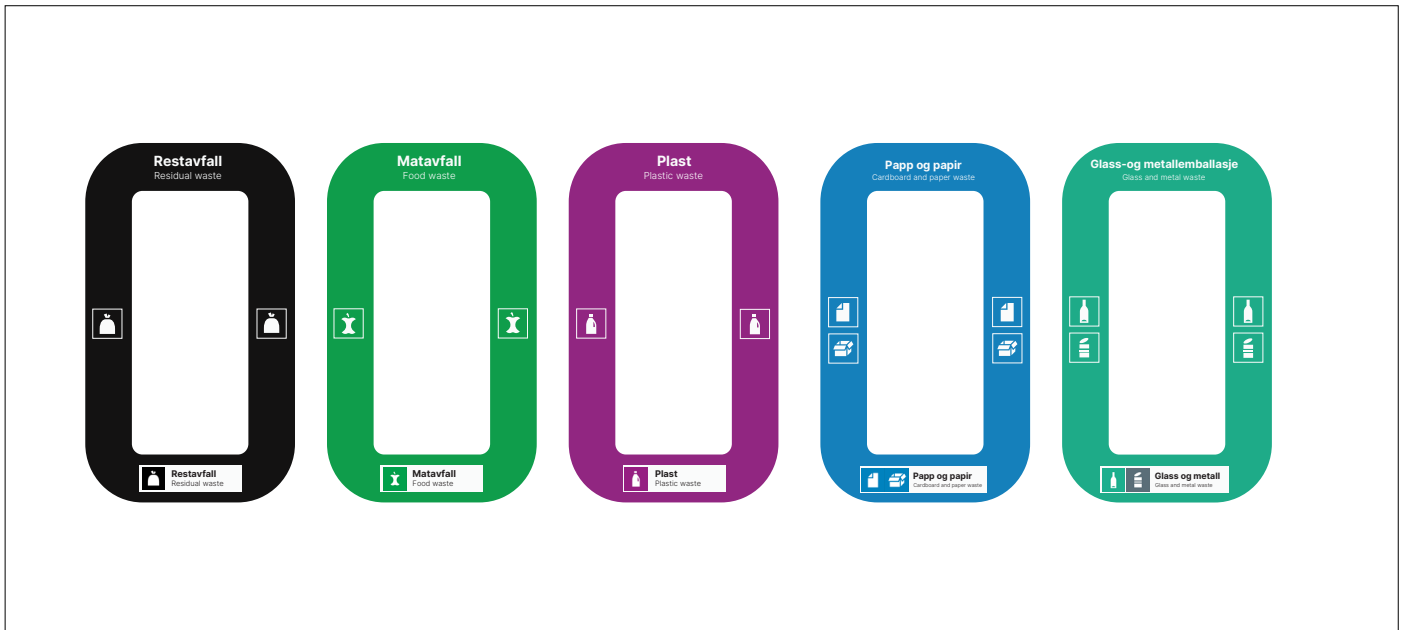 Restavfall
Residual waste
Matavfall
Food waste
Plast
Plastic waste
Papp og papir
Cardboard and paper waste
Glass-og metallemballasje
Glass and metal waste
Restavfall
Residual waste
Matavfall
Food waste
Plast
Plastic waste
Papp og papir
Cardboard and paper waste
Glass og metall
Glass and metal waste